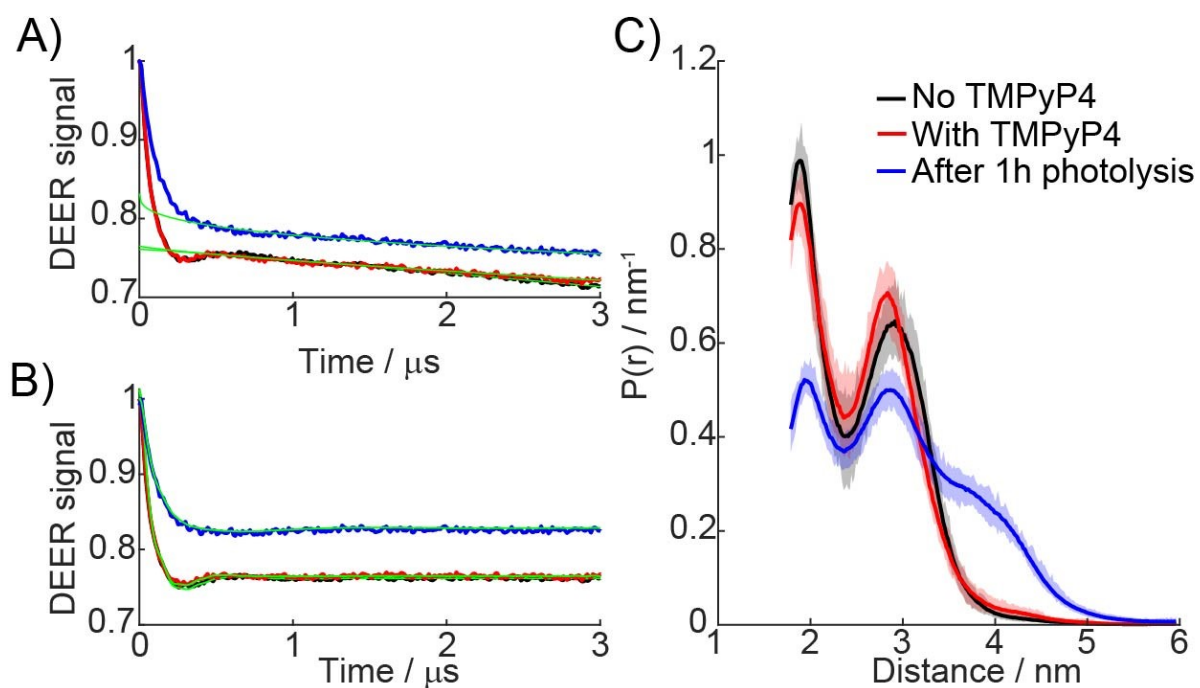 A)
DEER signal
1
0.9
0.8
0.7
0 1 2 3
Time / μs
B)
DEER signal
1
0.9
0.8
0.7
0 1 2 3
Time / μs
C)
P(r) / nm⁻¹
1.2
1
0.8
0.6
0.4
0.2
0
1 2 3 4 5 6
Distance / nm
No TMPyP4
With TMPyP4
After 1h photolysis